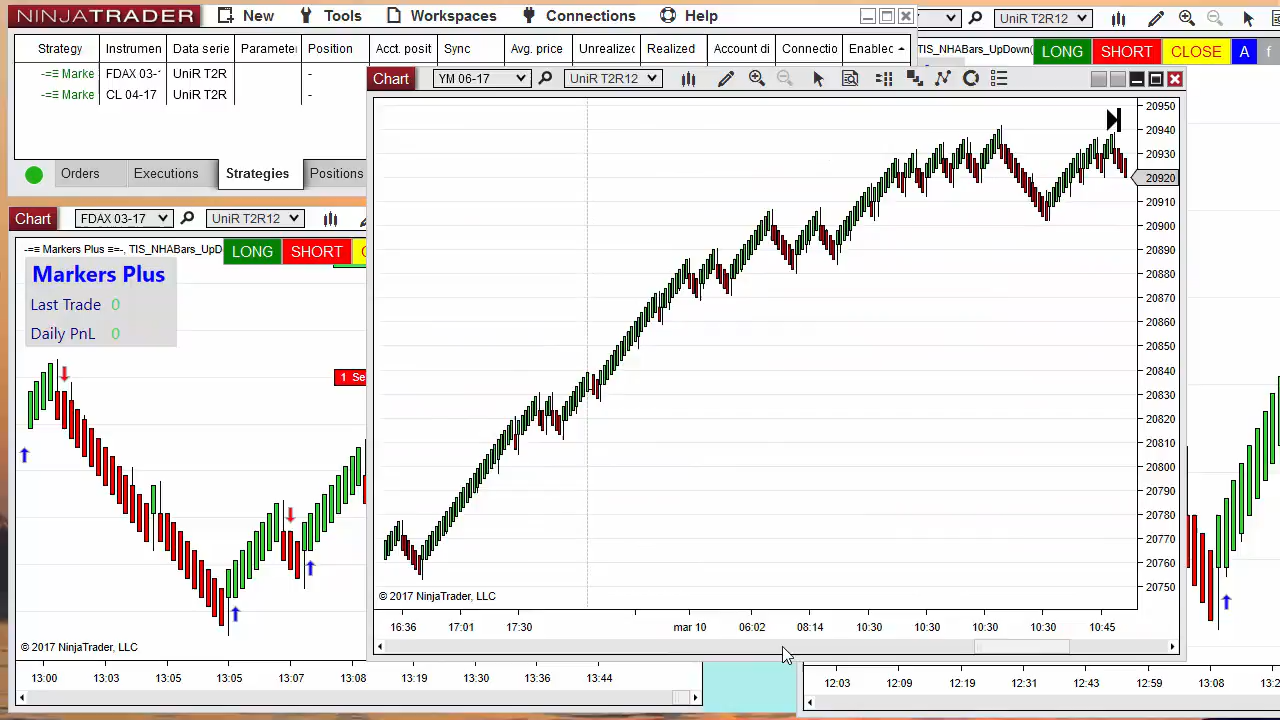 NINJATRADER New Tools Workspaces Connections Help
Strategy Instrumen Data serie Paramete Position Acct. posit Sync Avg. price Unrealize Realized Account di Connectio Enabled
-=≡ Marke FDAX 03- UniR T2R -
-=≡ Marke CL 04-17 UniR T2R -
Orders Executions Strategies Positions
UniR T2R12
TIS_NHABars_UpDown(
LONG SHORT CLOSE A f
Chart YM 06-17 UniR T2R12
20950
20940
20930
20920
20910
20900
20890
20880
20870
20860
20850
20840
20830
20820
20810
20800
20790
20780
20770
20760
20750
© 2017 NinjaTrader, LLC
16:36 17:01 17:30 mar 10 06:02 08:14 10:30 10:30 10:30 10:30 10:45
Chart FDAX 03-17 UniR T2R12
-=≡ Markers Plus ≡=-, TIS_NHABars_UpD
LONG SHORT
Markers Plus
Last Trade 0
Daily PnL 0
1 Se
© 2017 NinjaTrader, LLC
13:00 13:03 13:05 13:05 13:07 13:08 13:19 13:30 13:36 13:44
12:03 12:09 12:19 12:31 12:43 12:59 13:08 13:2